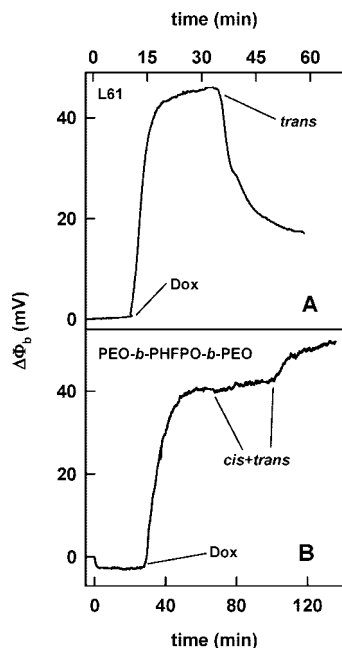 time (min)
0 15 30 45 60
L61
trans
40
20
Dox
0
A
ΔΦb (mV)
PEO-b-PHFPO-b-PEO
40
cis+trans
20
Dox
0
B
0 40 80 120
time (min)